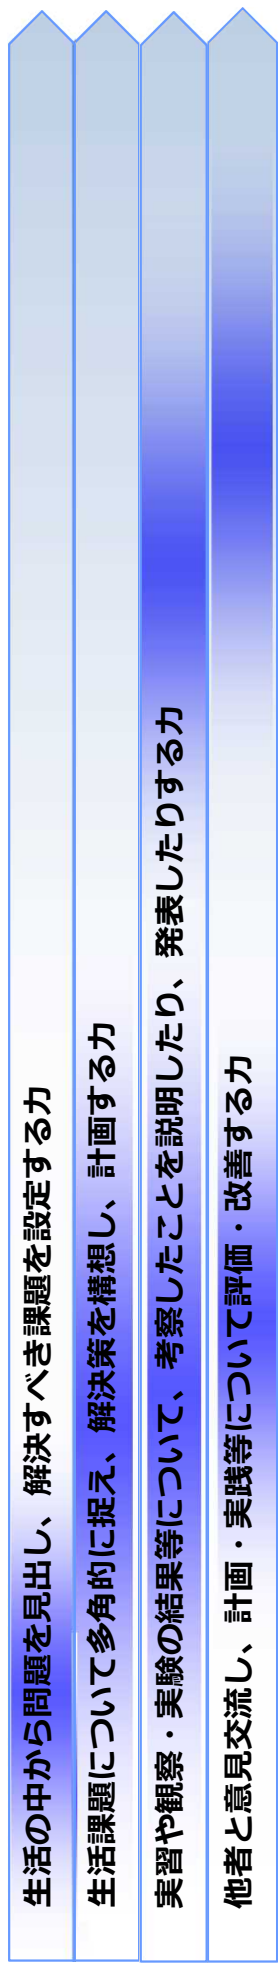 生活の中から問題を見出し、解決すべき課題を設定する力
生活課題について多角的に捉え、解決策を構想し、計画する力
実習や観察・実験の結果等について、考察したことを説明したり、発表したりする力
他者と意見交流し、計画・実践等について評価・改善する力